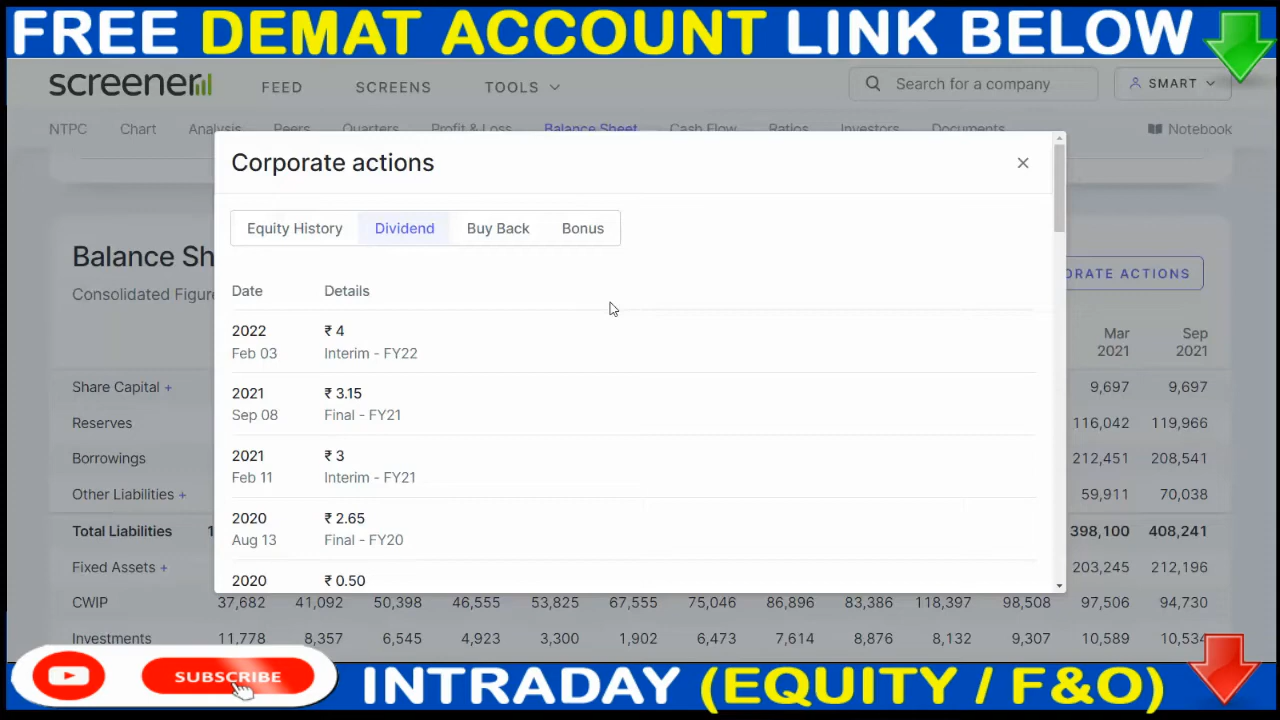 FREE DEMAT ACCOUNT LINK BELOW
screener FEED SCREENS TOOLS Search for a company SMART
NTPC Chart Analysis Peers Quarters Profit & Loss Balance Sheet Cash Flow Ratios Investors Documents Notebook
Corporate actions
Equity History Dividend Buy Back Bonus
Balance Sh
Consolidated Figure
ORATE ACTIONS
Date Details
2022 ₹ 4
Feb 03 Interim - FY22
2021 ₹ 3.15
Sep 08 Final - FY21
2021 ₹ 3
Feb 11 Interim - FY21
2020 ₹ 2.65
Aug 13 Final - FY20
2020 ₹ 0.50
Mar Sep
2021 2021
Share Capital + 9,697 9,697
Reserves 116,042 119,966
Borrowings 212,451 208,541
Other Liabilities + 59,911 70,038
Total Liabilities 1 398,100 408,241
Fixed Assets + 203,245 212,196
CWIP 37,682 41,092 50,398 46,555 53,825 67,555 75,046 86,896 83,386 118,397 98,508 97,506 94,730
Investments 11,778 8,357 6,545 4,923 3,300 1,902 6,473 7,614 8,876 8,132 9,307 10,589 10,534
SUBSCRIBE
INTRADAY (EQUITY / F&O)